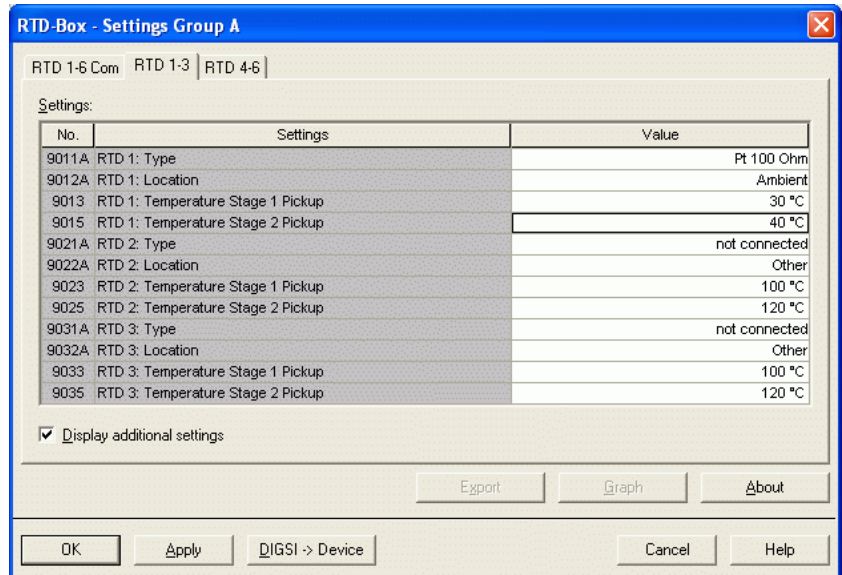 RTD-Box - Settings Group A
RTD 1-6 Com RTD 1-3 RTD 4-6
Settings:
No. Settings Value
9011A RTD 1: Type Pt 100 Ohm
9012A RTD 1: Location Ambient
9013 RTD 1: Temperature Stage 1 Pickup 30 °C
9015 RTD 1: Temperature Stage 2 Pickup 40 °C
9021A RTD 2: Type not connected
9022A RTD 2: Location Other
9023 RTD 2: Temperature Stage 1 Pickup 100 °C
9025 RTD 2: Temperature Stage 2 Pickup 120 °C
9031A RTD 3: Type not connected
9032A RTD 3: Location Other
9033 RTD 3: Temperature Stage 1 Pickup 100 °C
9035 RTD 3: Temperature Stage 2 Pickup 120 °C
Display additional settings
Export Graph About
OK Apply DIGSI -> Device Cancel Help